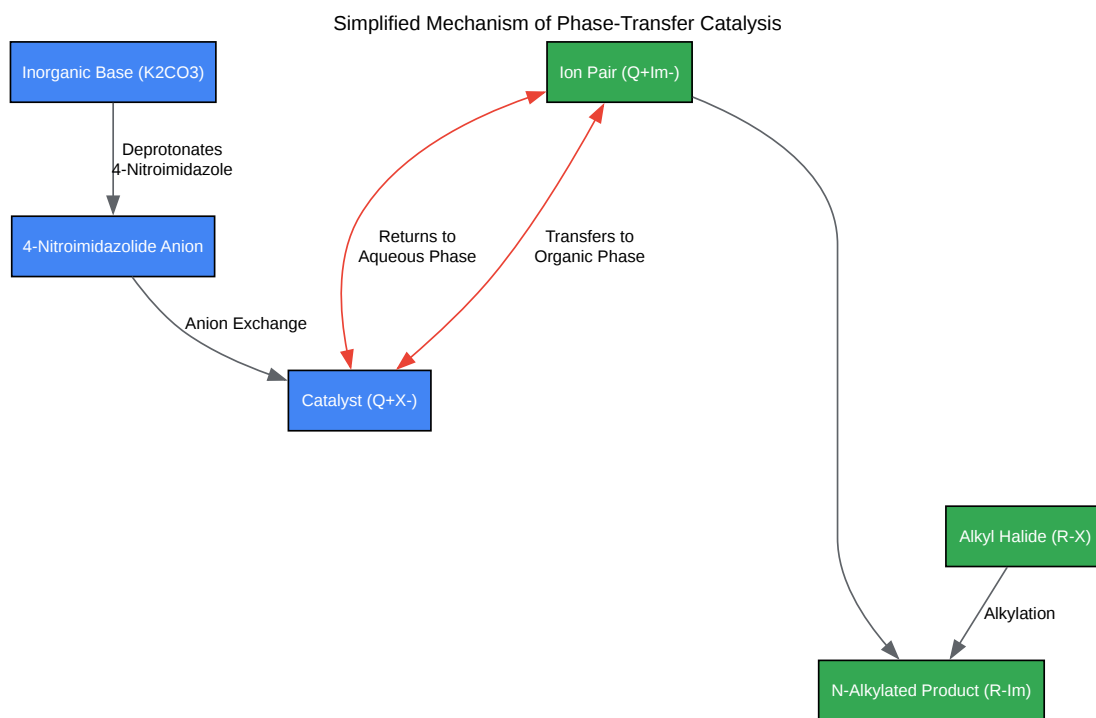 Simplified Mechanism of Phase-Transfer Catalysis
Inorganic Base (K2CO3)
Ion Pair (Q+Im-)
Deprotonates
4-Nitroimidazole
4-Nitroimidazolide Anion
Returns to
Aqueous Phase
Transfers to
Organic Phase
Anion Exchange
Catalyst (Q+X-)
Alkyl Halide (R-X)
Alkylation
N-Alkylated Product (R-Im)